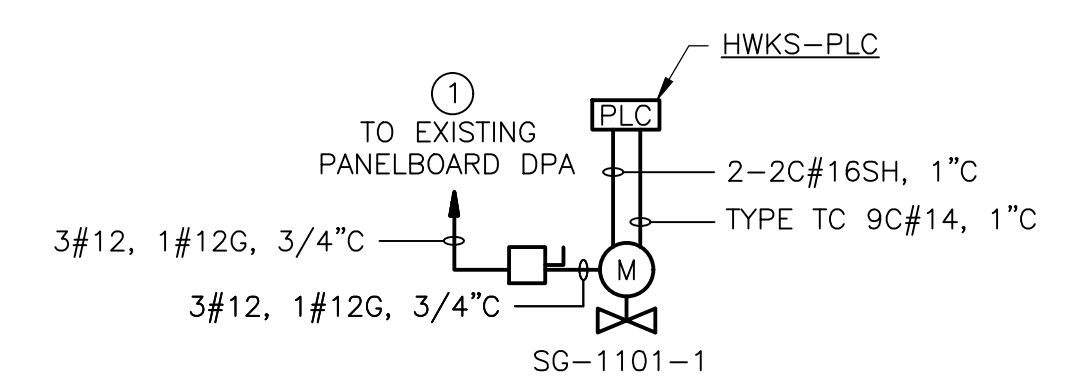 HWKS-PLC
1
TO EXISTING
PANELBOARD DPA
PLC
2-2C#16SH, 1"C
TYPE TC 9C#14, 1"C
3#12, 1#12G, 3/4"C
M
3#12, 1#12G, 3/4"C
SG-1101-1